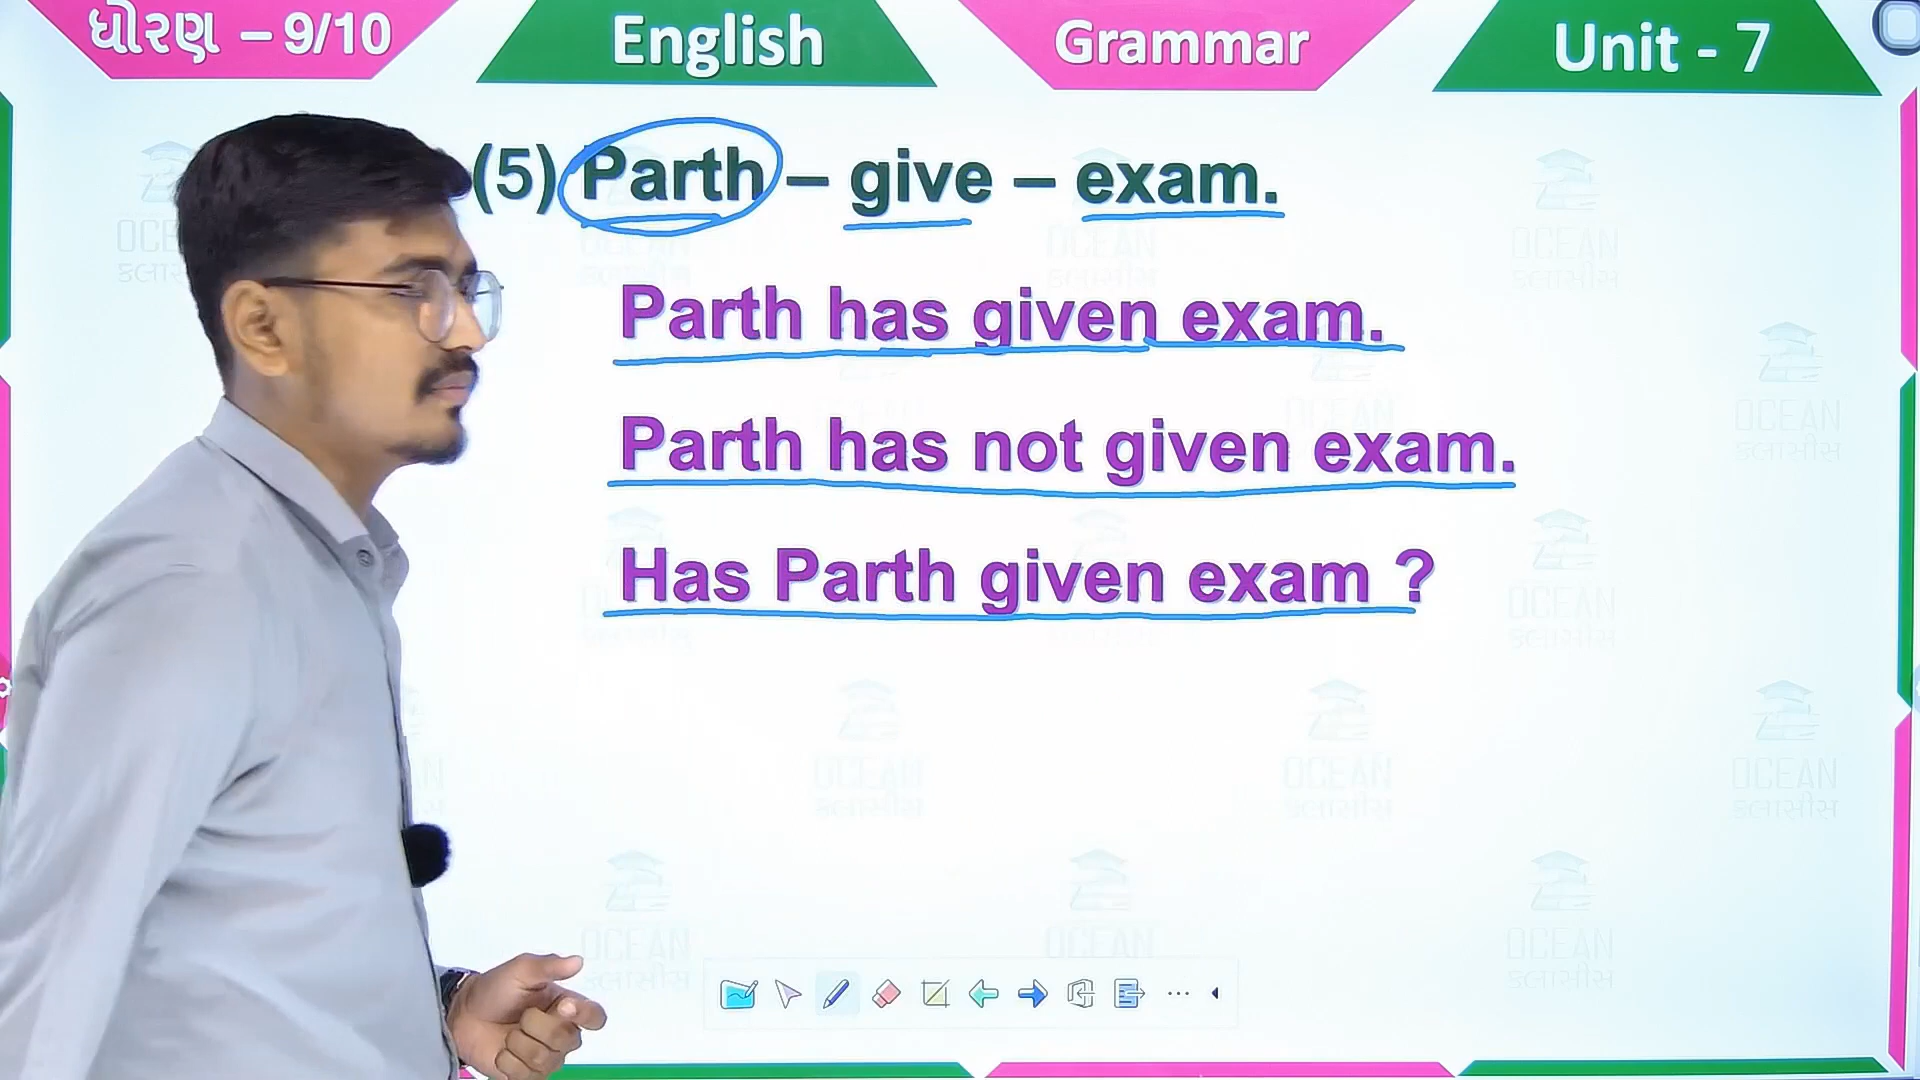 ધોરણ – 9/10
English
Grammar
Unit - 7
(5) Parth – give – exam.
Parth has given exam.
Parth has not given exam.
Has Parth given exam ?
OCEAN
ક્લાસીસ